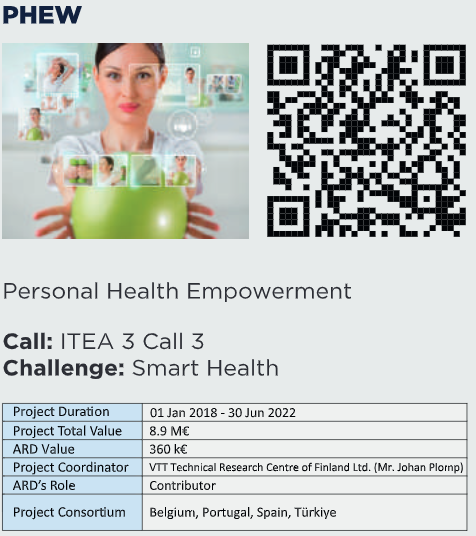 PHEW
Personal Health Empowerment
Call: ITEA 3 Call 3
Challenge: Smart Health
Project Duration 01 Jan 2018 - 30 Jun 2022
Project Total Value 8.9 M€
ARD Value 360 k€
Project Coordinator VTT Technical Research Centre of Finland Ltd. (Mr. Johan Plomp)
ARD's Role Contributor
Project Consortium Belgium, Portugal, Spain, Türkiye